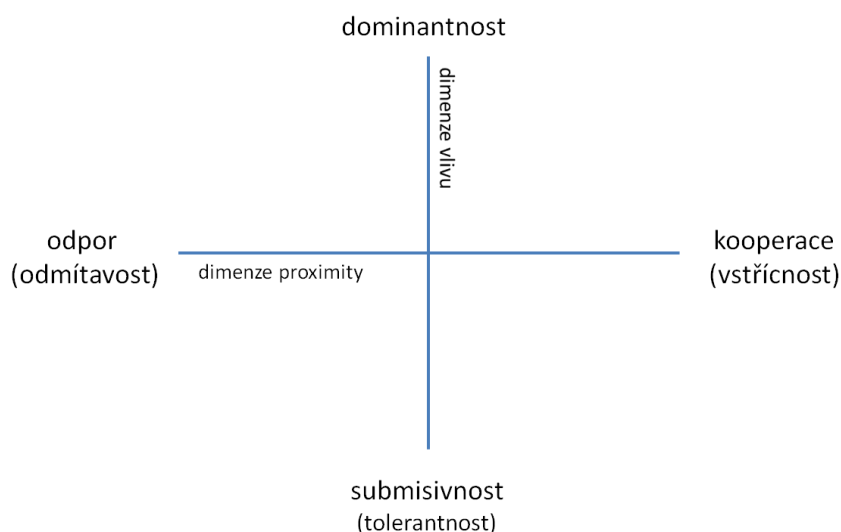 dominantnost
dimenze vlivu
odpor
(odmítavost)
dimenze proximity
kooperace
(vstřícnost)
submisivnost
(tolerantnost)